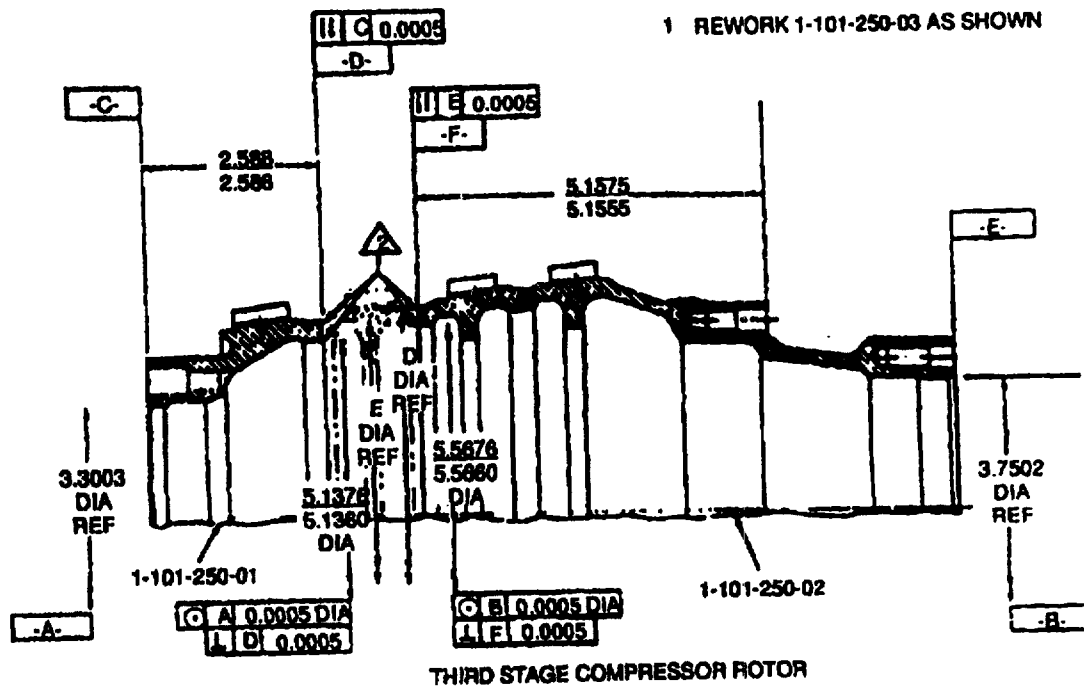 1 REWORK 1-101-250-03 AS SHOWN
C 0.0005
-D-
-C-
E 0.0005
-F-
2.588
2.586
5.1575
5.1555
-E-
2
DI
DIA
REF
E
DIA
REF
5.5676
5.5660
DIA
3.3003
DIA
REF
5.1376
5.1360
DIA
3.7502
DIA
REF
1-101-250-01
1-101-250-02
A 0.0005 DIA
⊥ D 0.0005
B 0.0005 DIA
⊥ F 0.0005
-A-
-B-
THIRD STAGE COMPRESSOR ROTOR